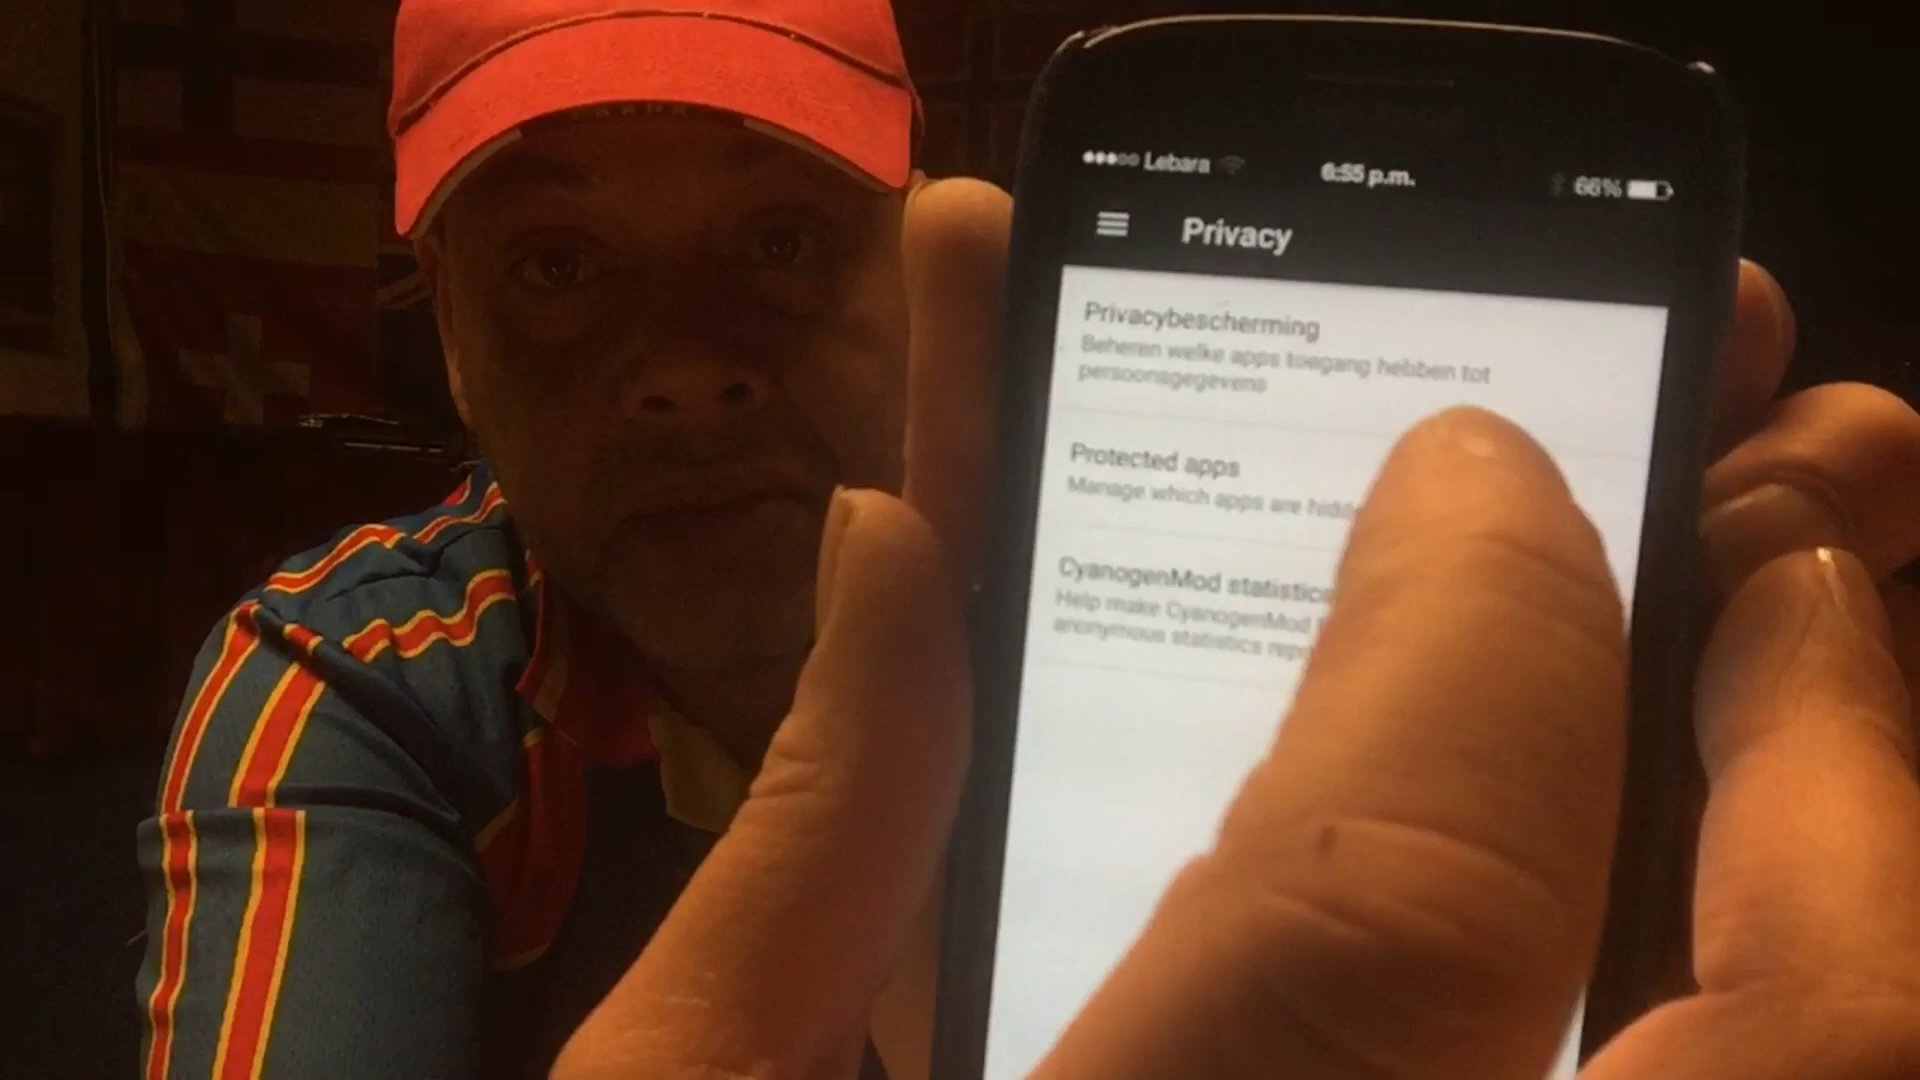 Lebara
6:55 p.m.
66%
Privacy
Privacybescherming
Beheren welke apps toegang hebben tot
persoonsgegevens
Protected apps
Manage which apps are
CyanogenMod statistics
Help make CyanogenMod
anonymous statistics